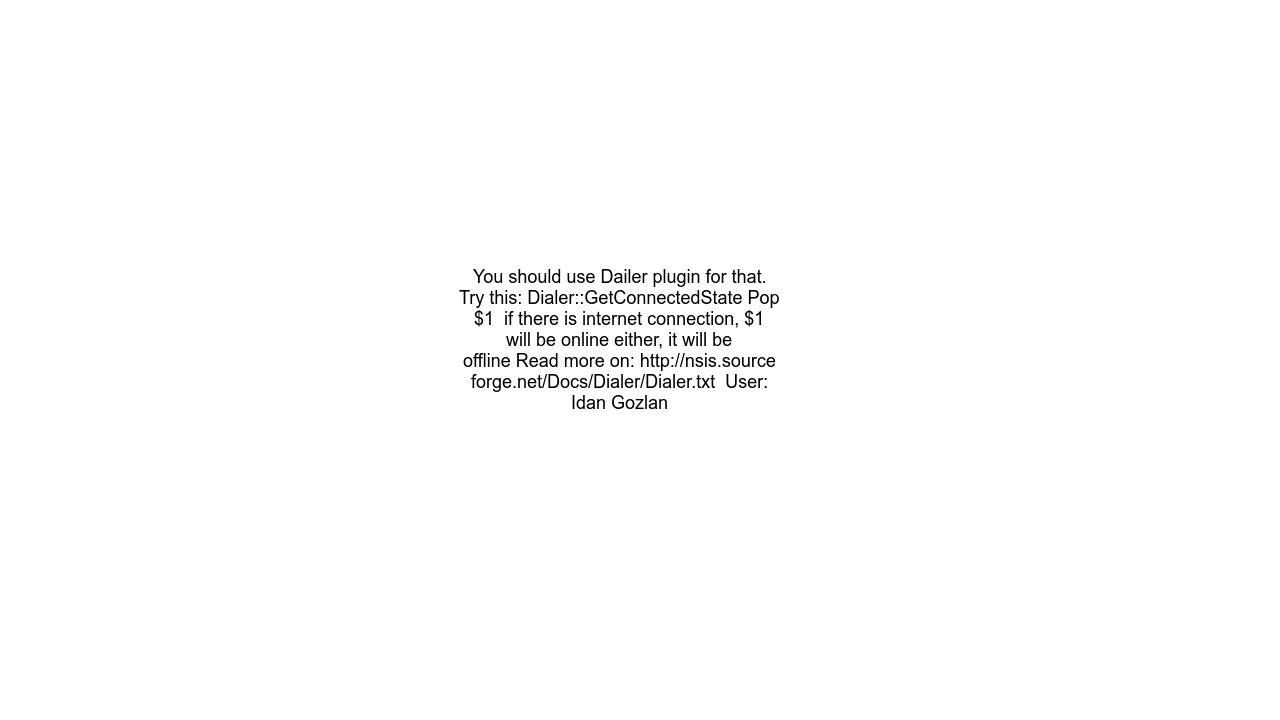 You should use Dailer plugin for that.
Try this: Dialer::GetConnectedState Pop
$1  if there is internet connection, $1
will be online either, it will be
offline Read more on: http://nsis.source
forge.net/Docs/Dialer/Dialer.txt  User:
Idan Gozlan